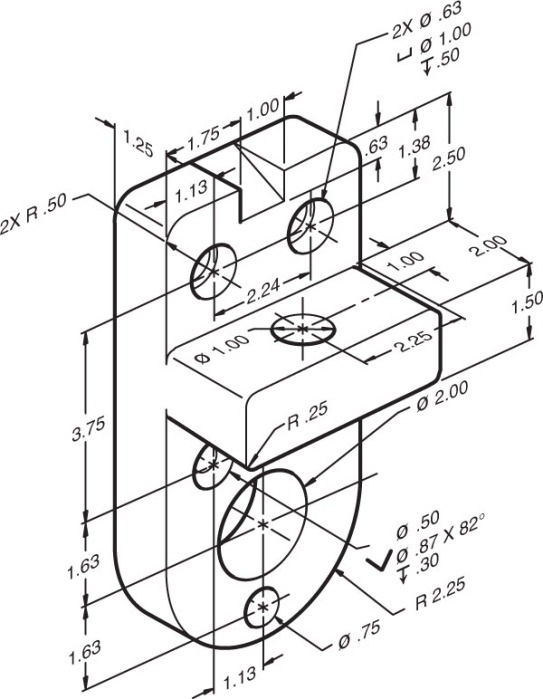 2X Ø .63
⌴ Ø 1.00
↧ .50
1.00
1.75
1.25
.63
1.38
2.50
1.13
2X R .50
2.24
1.00
2.00
1.50
Ø 1.00
2.25
Ø 2.00
R .25
3.75
Ø .50
⌵ Ø .87 X 82°
↧ .30
1.63
R 2.25
Ø .75
1.63
1.13